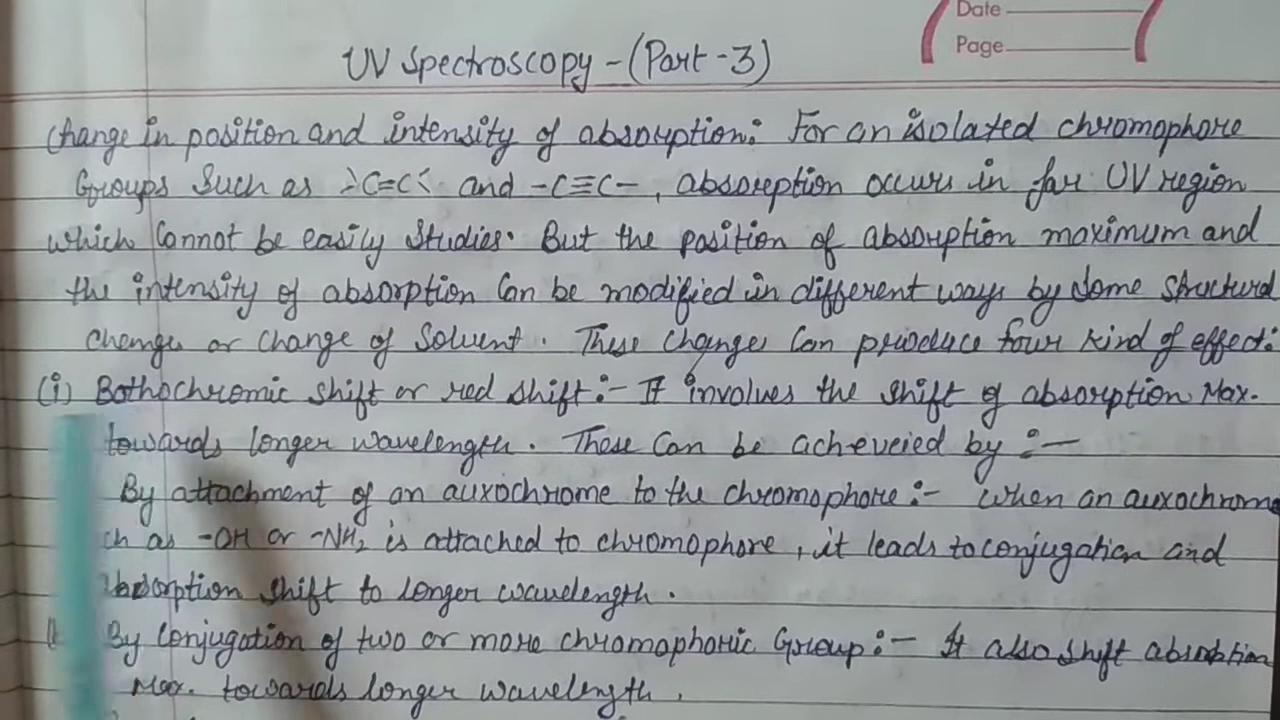 Date
Page
UV Spectroscopy - (Part - 3)
Change in position and intensity of absorption: For an isolated chromophore
Groups Such as >C=C< and -C≡C-, absorption occurs in far UV region
which Cannot be easily Studies. But the position of absorption maximum and
the intensity of absorption Can be modified in different ways by Some Structural
Change or Change of Solvent. These Changes Can produce four Kind of effect:
(i) Bathochromic Shift or red Shift:- It involves the Shift of absorption Max.
towards longer wavelength. These Can be acheveied by :-
By attachment of an auxochrome to the chromophore:- When an auxochrome
ch as -OH or -NH₂ is attached to chromophore, it leads to conjugation and
absorption Shift to longer wavelength.
By Conjugation of two or more chromophoric Group:- It also Shift absorbtion
Max. towards longer wavelength.